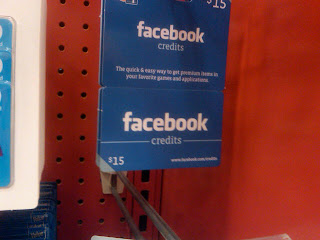 $15
facebook
credits
The quick & easy way to get premium items in
your favorite games and applications.
facebook
credits
$15
www.facebook.com/credits